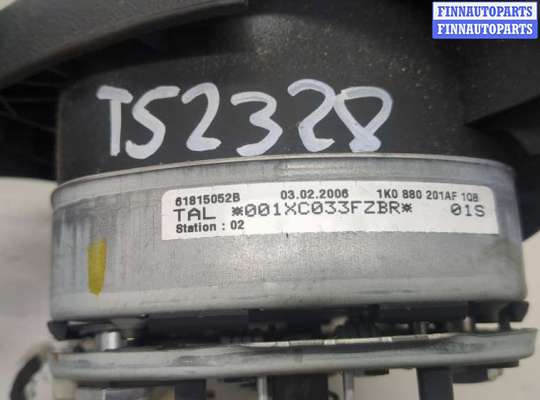 FINNAUTOPARTS
FINNAUTOPARTS
TS2328
61815052B 03.02.2006 1K0 880 201AF 1QB
TAL *001XC033FZBR* 01S
Station : 02